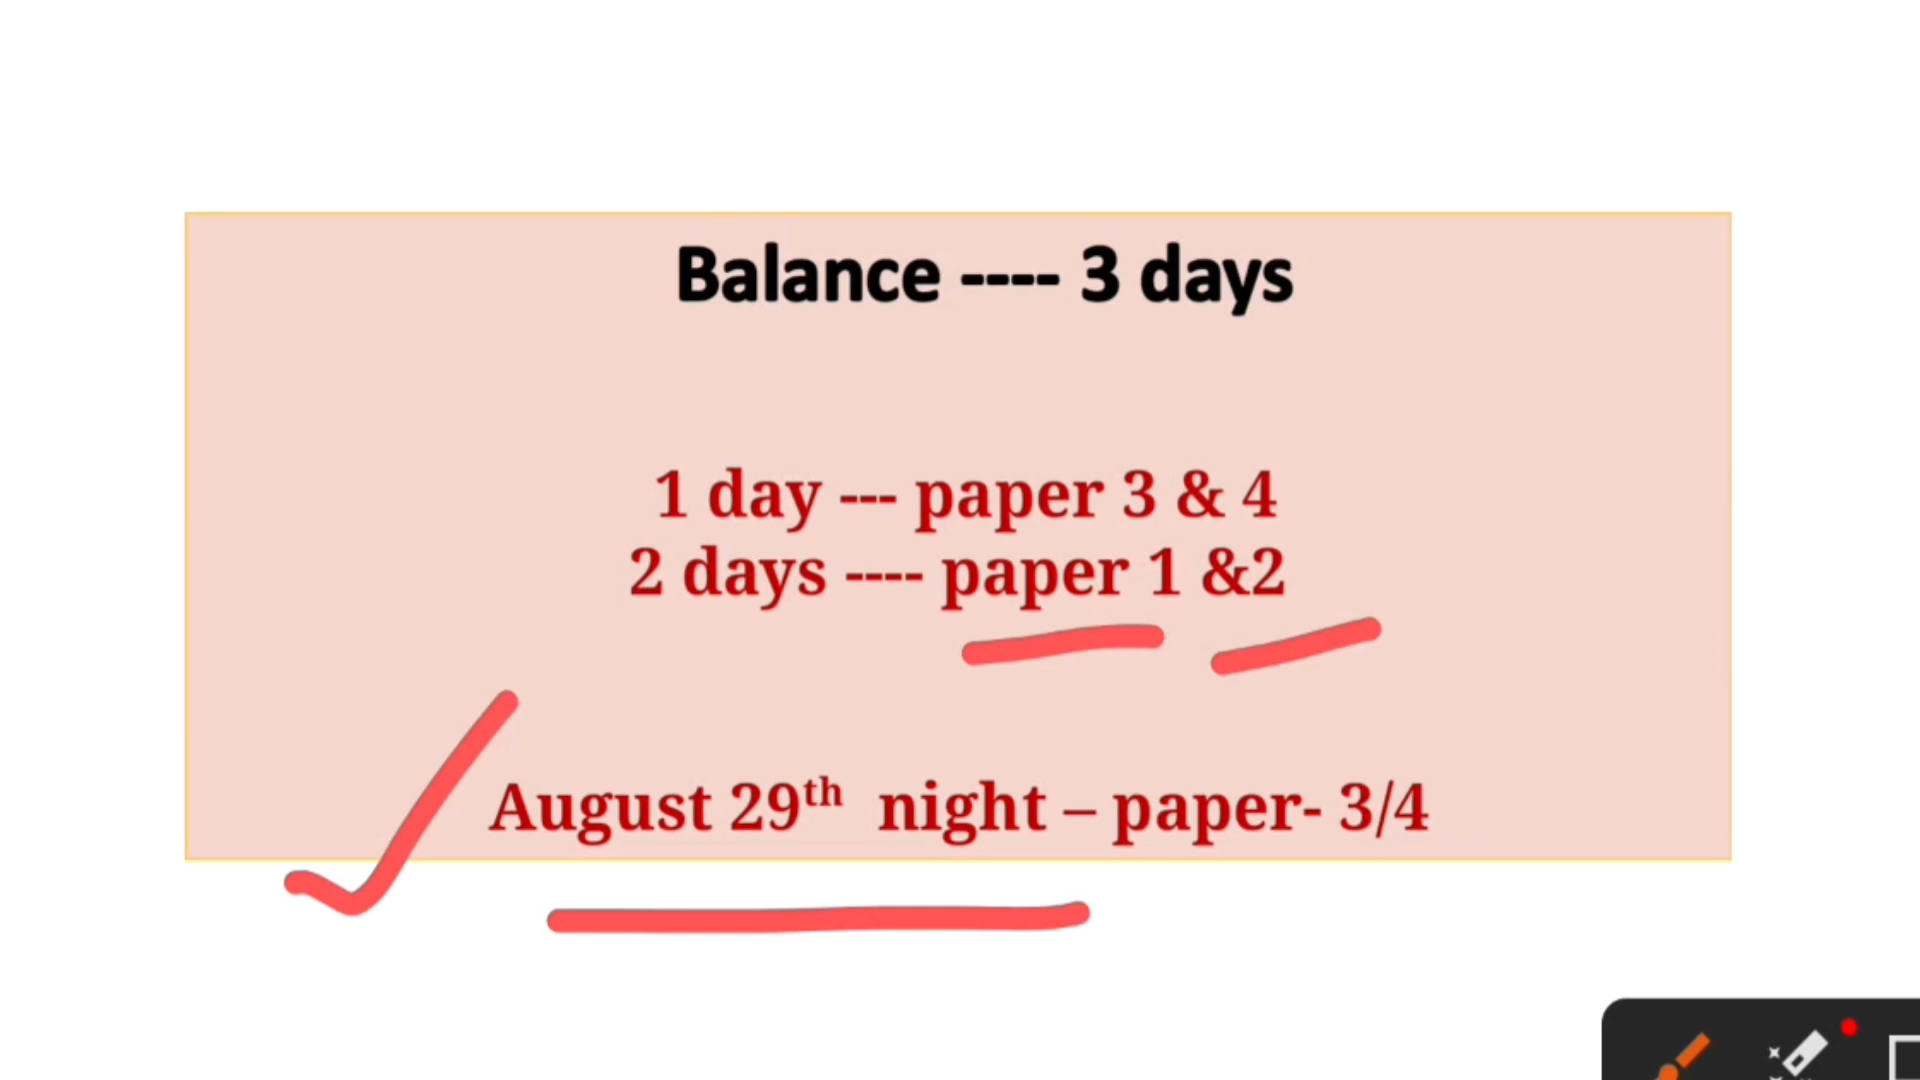 Balance ---- 3 days
1 day --- paper 3 & 4
2 days ---- paper 1 &2
August 29th night – paper- 3/4